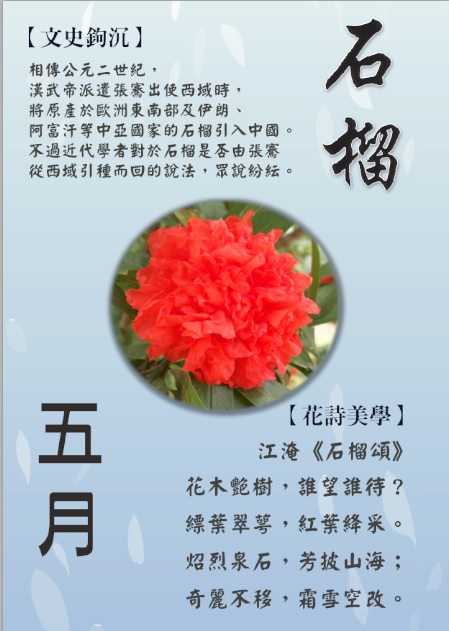 石榴
【文史鉤沉】
相傳公元二世紀，
漢武帝派遣張騫出使西域時，
將原產於歐洲東南部及伊朗、
阿富汗等中亞國家的石榴引入中國。
不過近代學者對於石榴是否由張騫
從西域引種而回的說法，眾說紛紜。
五月
【花詩美學】
江淹《石榴頌》
花木艷樹，誰望誰待？
縹葉翠萼，紅葉絳采。
炤烈泉石，芳披山海；
奇麗不移，霜雪空改。